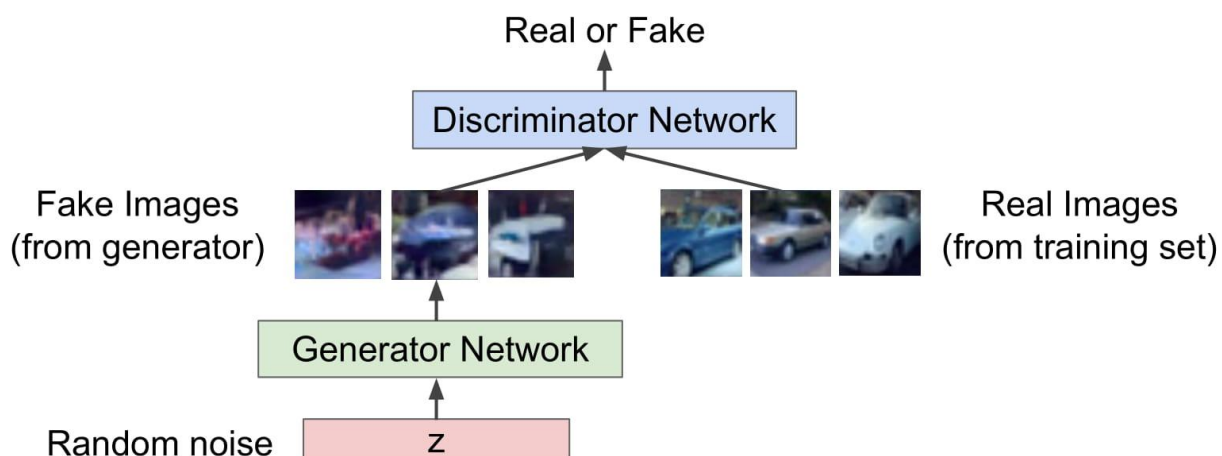 Real or Fake
Discriminator Network
Fake Images
(from generator)
Real Images
(from training set)
Generator Network
Random noise
z